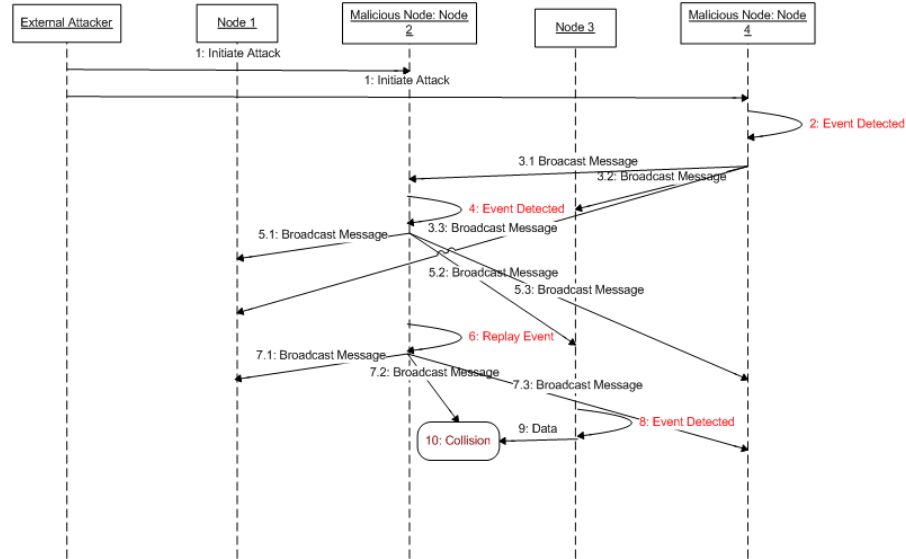 External Attacker
Node 1
Malicious Node: Node
2
Node 3
Malicious Node: Node
4
1: Initiate Attack
1: Initiate Attack
2: Event Detected
3.1 Broacast Message
3.2: Broadcast Message
4: Event Detected
3.3: Broadcast Message
5.1: Broadcast Message
5.2: Broadcast Message
5.3: Broadcast Message
6: Replay Event
7.1: Broadcast Message
7.2: Broadcast Message
7.3: Broadcast Message
8: Event Detected
9: Data
10: Collision